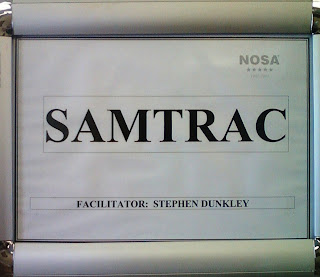 NOSA
SAMTRAC
FACILITATOR: STEPHEN DUNKLEY